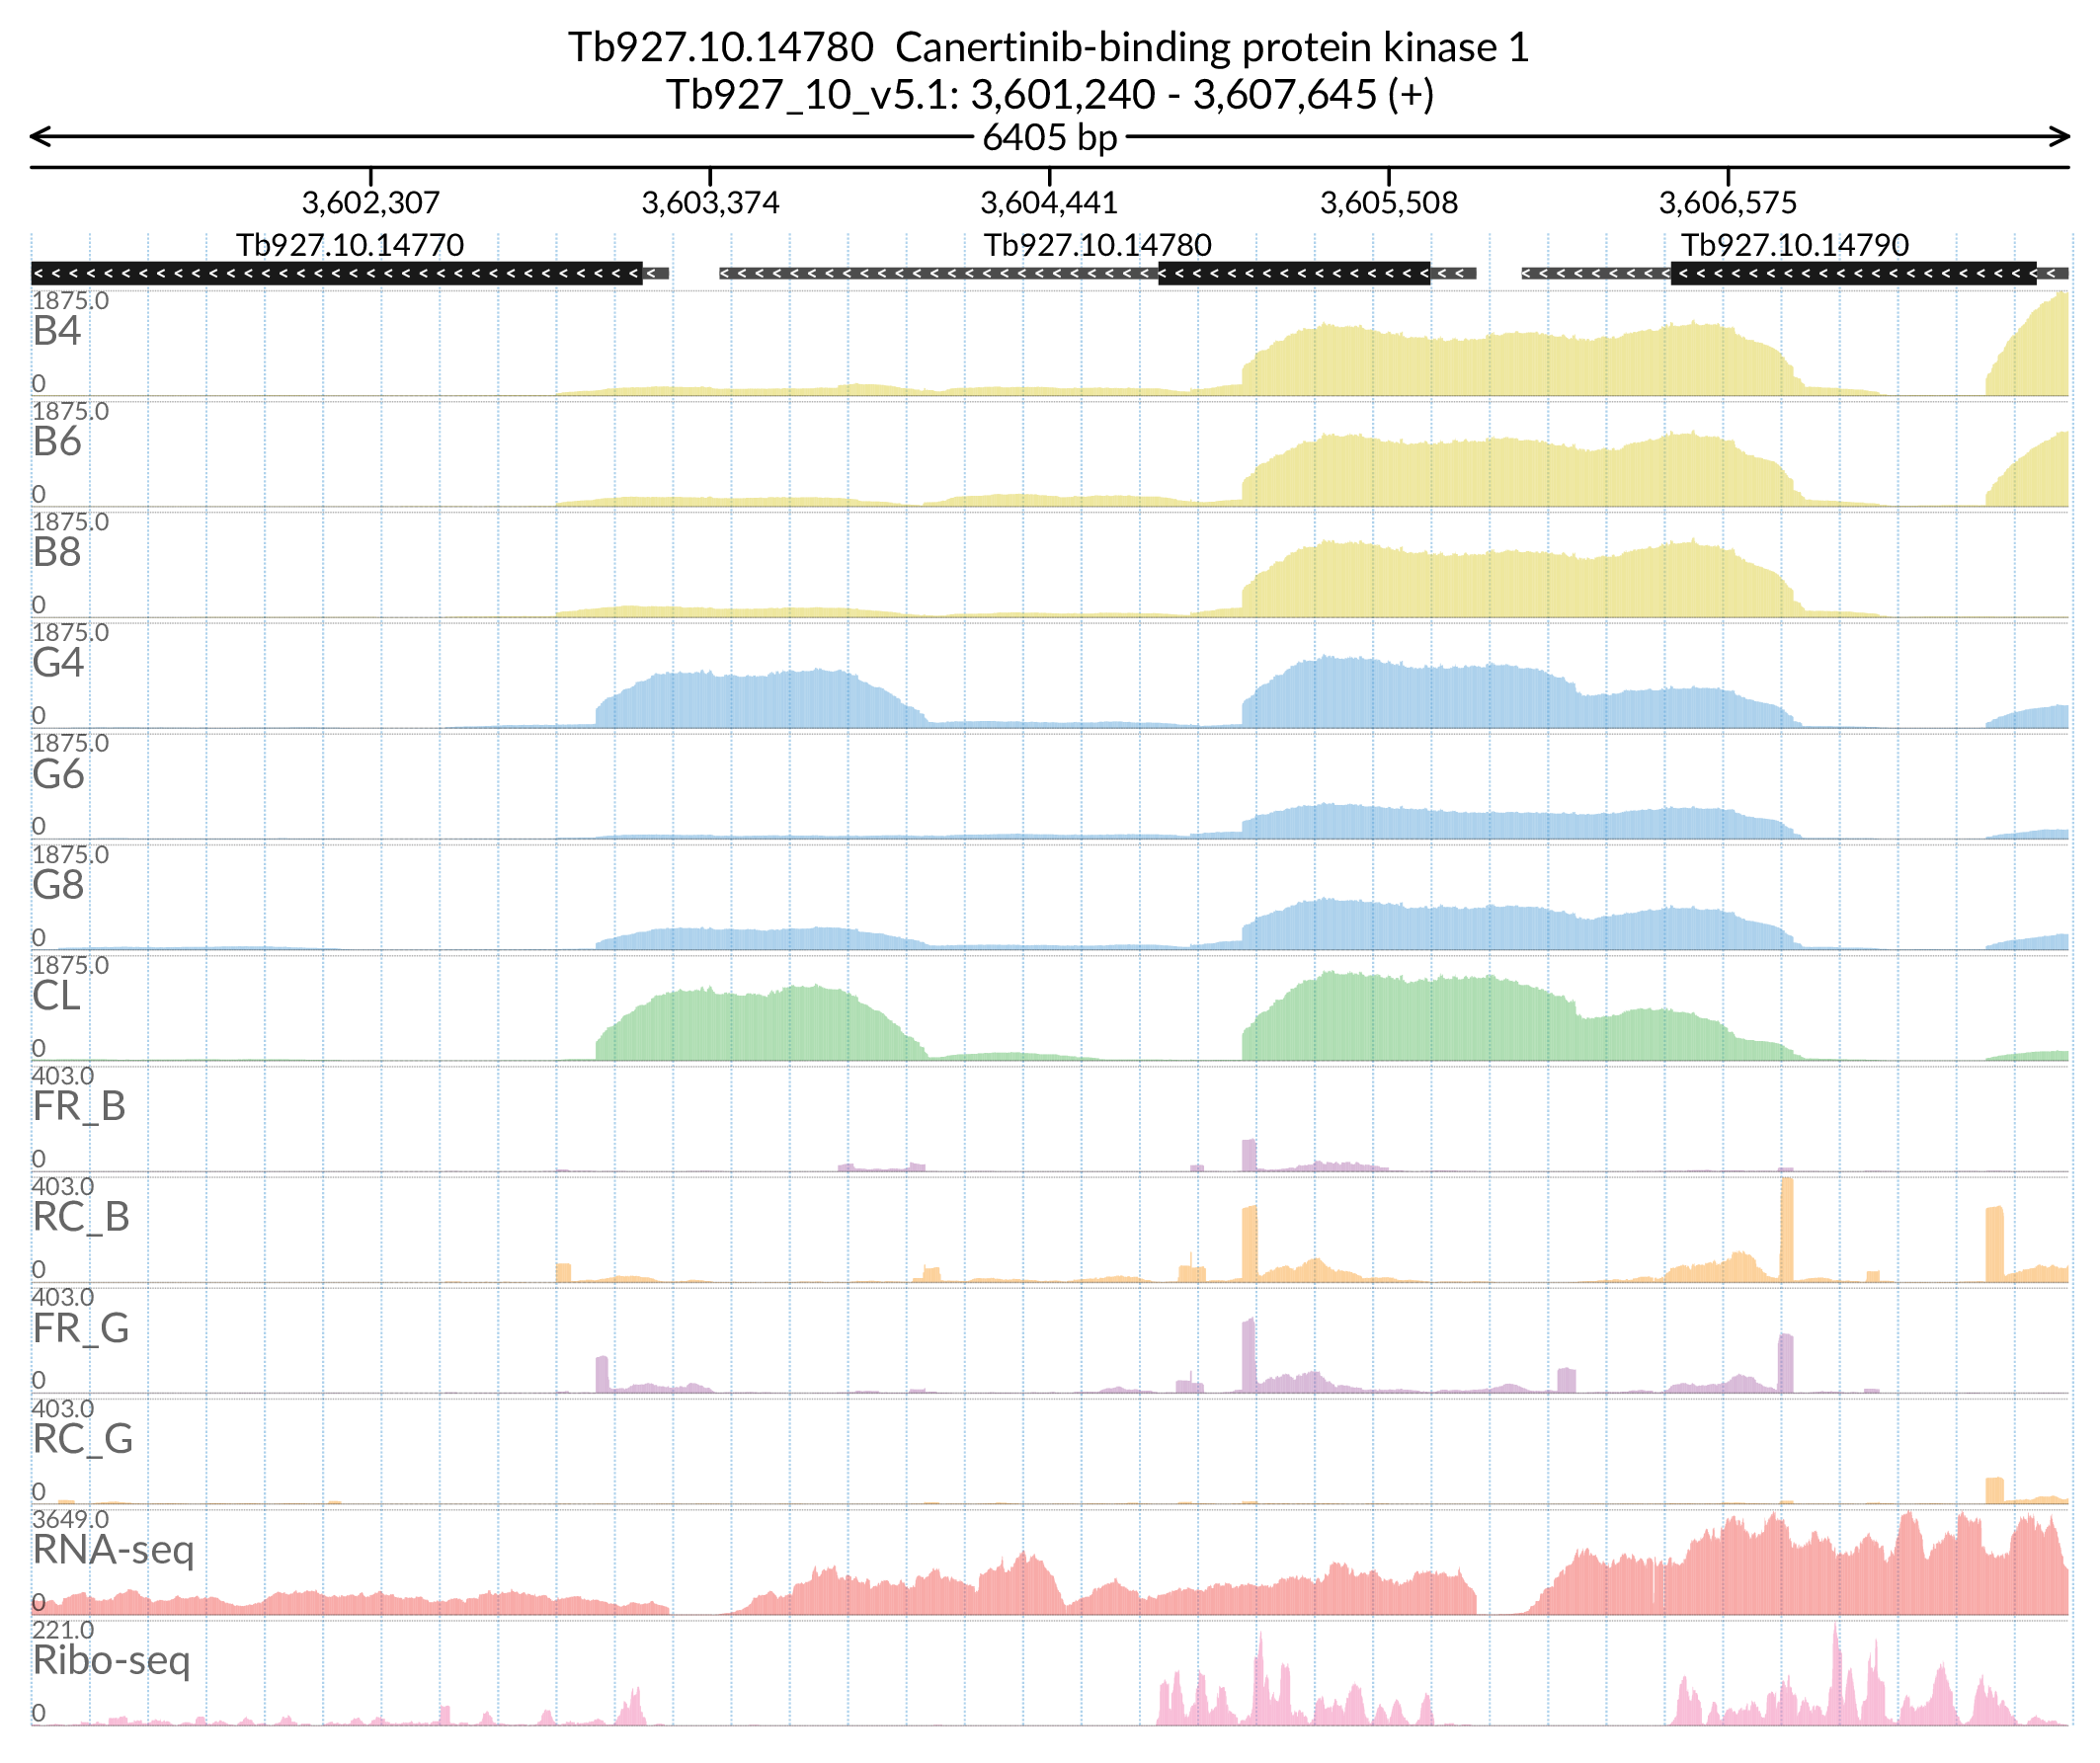 Tb927.10.14780  Canertinib-binding protein kinase 1
Tb927_10_v5.1: 3,601,240 - 3,607,645 (+)
6405 bp
3,602,307 3,603,374 3,604,441 3,605,508 3,606,575
Tb927.10.14770 Tb927.10.14780 Tb927.10.14790
1875.0
B4
0
1875.0
B6
0
1875.0
B8
0
1875.0
G4
0
1875.0
G6
0
1875.0
G8
0
1875.0
CL
0
403.0
FR_B
0
403.0
RC_B
0
403.0
FR_G
0
403.0
RC_G
0
3649.0
RNA-seq
0
221.0
Ribo-seq
0